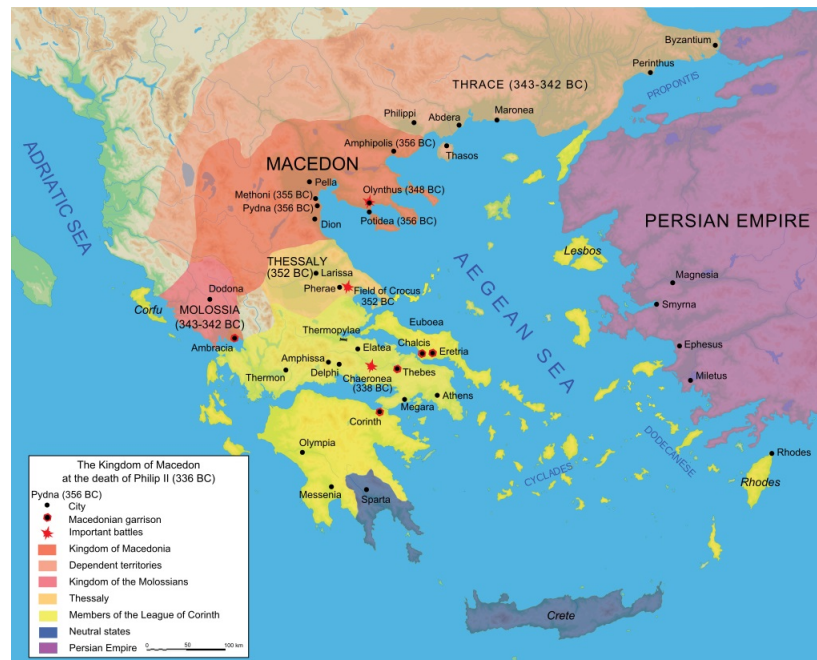 Byzantium
Perinthus
PROPONTIS
THRACE (343-342 BC)
Philippi
Abdera
Maronea
Thasos
Amphipolis (356 BC)
MACEDON
Pella
Methoni (355 BC)
Pydna (356 BC)
Dion
Olynthus (348 BC)
Potidea (356 BC)
ADRIATIC SEA
PERSIAN EMPIRE
THESSALY
(352 BC)
Larissa
Pherae
Field of Crocus
352 BC
AEGEAN SEA
Lesbos
Magnesia
Smyrna
Ephesus
Miletus
Dodona
Corfu
MOLOSSIA
(343-342 BC)
Ambracia
Thermopylae
Euboea
Elatea
Chalcis
Eretria
Amphissa
Delphi
Thermon
Chaeronea
(338 BC)
Thebes
Megara
Athens
Corinth
Olympia
Messenia
Sparta
CYCLADES
DODECANESE
Rhodes
Rhodes
Crete
The Kingdom of Macedon
at the death of Philip II (336 BC)
Pydna (356 BC)
City
Macedonian garrison
Important battles
Kingdom of Macedonia
Dependent territories
Kingdom of the Molossians
Thessaly
Members of the League of Corinth
Neutral states
Persian Empire
0 50 100 km